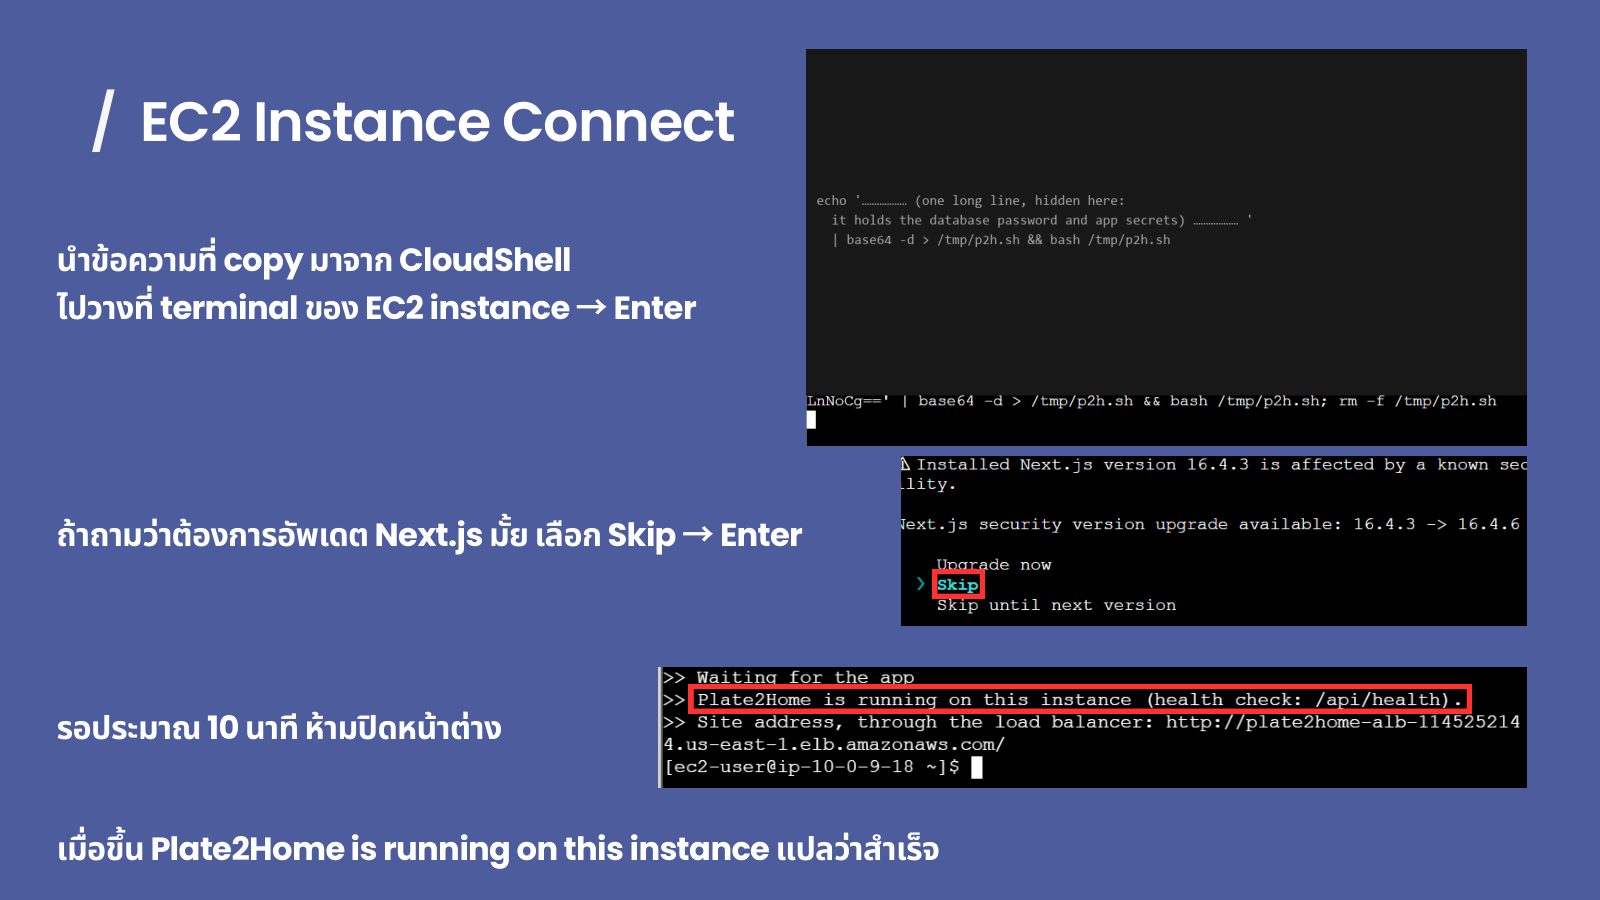 / EC2 Instance Connect
echo '……………… (one long line, hidden here:
it holds the database password and app secrets) ……………… '
| base64 -d > /tmp/p2h.sh && bash /tmp/p2h.sh
LnNoCg==' | base64 -d > /tmp/p2h.sh && bash /tmp/p2h.sh; rm -f /tmp/p2h.sh
นำข้อความที่ copy มาจาก CloudShell
ไปวางที่ terminal ของ EC2 instance → Enter
⚠ Installed Next.js version 16.4.3 is affected by a known sec
ility.
Next.js security version upgrade available: 16.4.3 -> 16.4.6
Upgrade now
❯ Skip
Skip until next version
ถ้าถามว่าต้องการอัพเดต Next.js มั้ย เลือก Skip → Enter
>> Waiting for the app
>> Plate2Home is running on this instance (health check: /api/health).
>> Site address, through the load balancer: http://plate2home-alb-114525214
4.us-east-1.elb.amazonaws.com/
[ec2-user@ip-10-0-9-18 ~]$
รอประมาณ 10 นาที ห้ามปิดหน้าต่าง
เมื่อขึ้น Plate2Home is running on this instance แปลว่าสำเร็จ